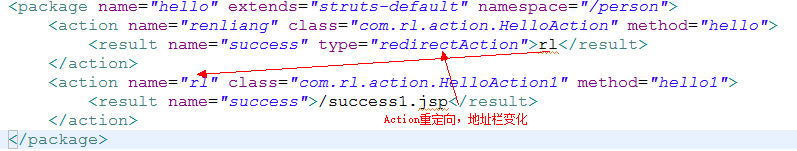 <package name="hello" extends="struts-default" namespace="/person">
<action name="renliang" class="com.rl.action.HelloAction" method="hello">
<result name="success" type="redirectAction">rl</result>
</action>
<action name="rl" class="com.rl.action.HelloAction1" method="hello1">
<result name="success">/success1.jsp</result>
</action>
Action重定向，地址栏变化
</package>